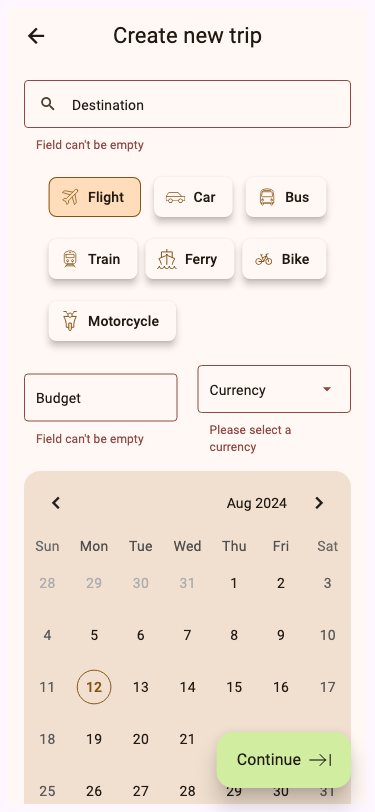 Create new trip
Destination
Field can't be empty
Flight Car Bus
Train Ferry Bike
Motorcycle
Budget
Currency
Field can't be empty
Please select a
currency
Aug 2024
Sun Mon Tue Wed Thu Fri Sat
28 29 30 31 1 2 3
4 5 6 7 8 9 10
11 12 13 14 15 16 17
18 19 20 21
Continue
25 26 27 28 29 30 31